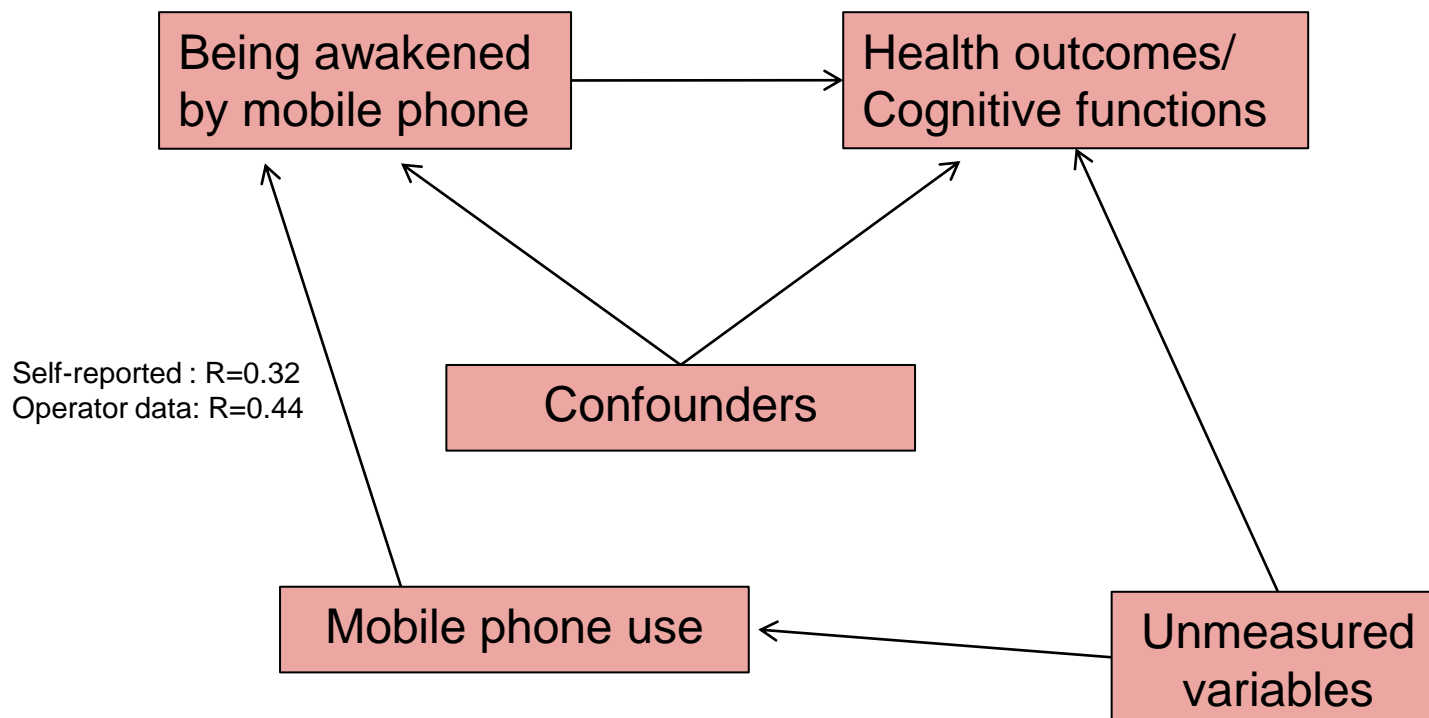 Being awakened
by mobile phone
Health outcomes/
Cognitive functions
Self-reported : R=0.32
Operator data: R=0.44
Confounders
Mobile phone use
Unmeasured
variables